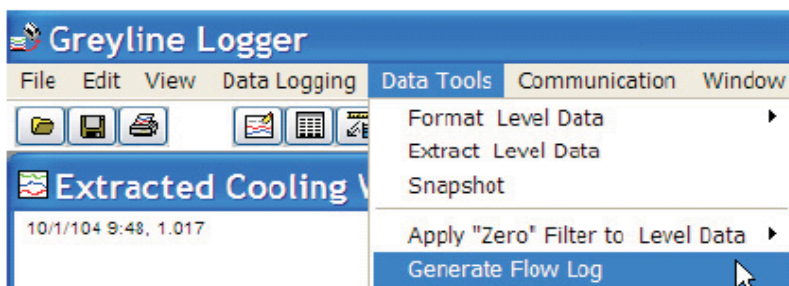 Greyline Logger
File Edit View Data Logging Data Tools Communication Window
Format Level Data
Extract Level Data
Extracted Cooling
Snapshot
10/1/104 9:48, 1.017
Apply "Zero" Filter to Level Data
Generate Flow Log